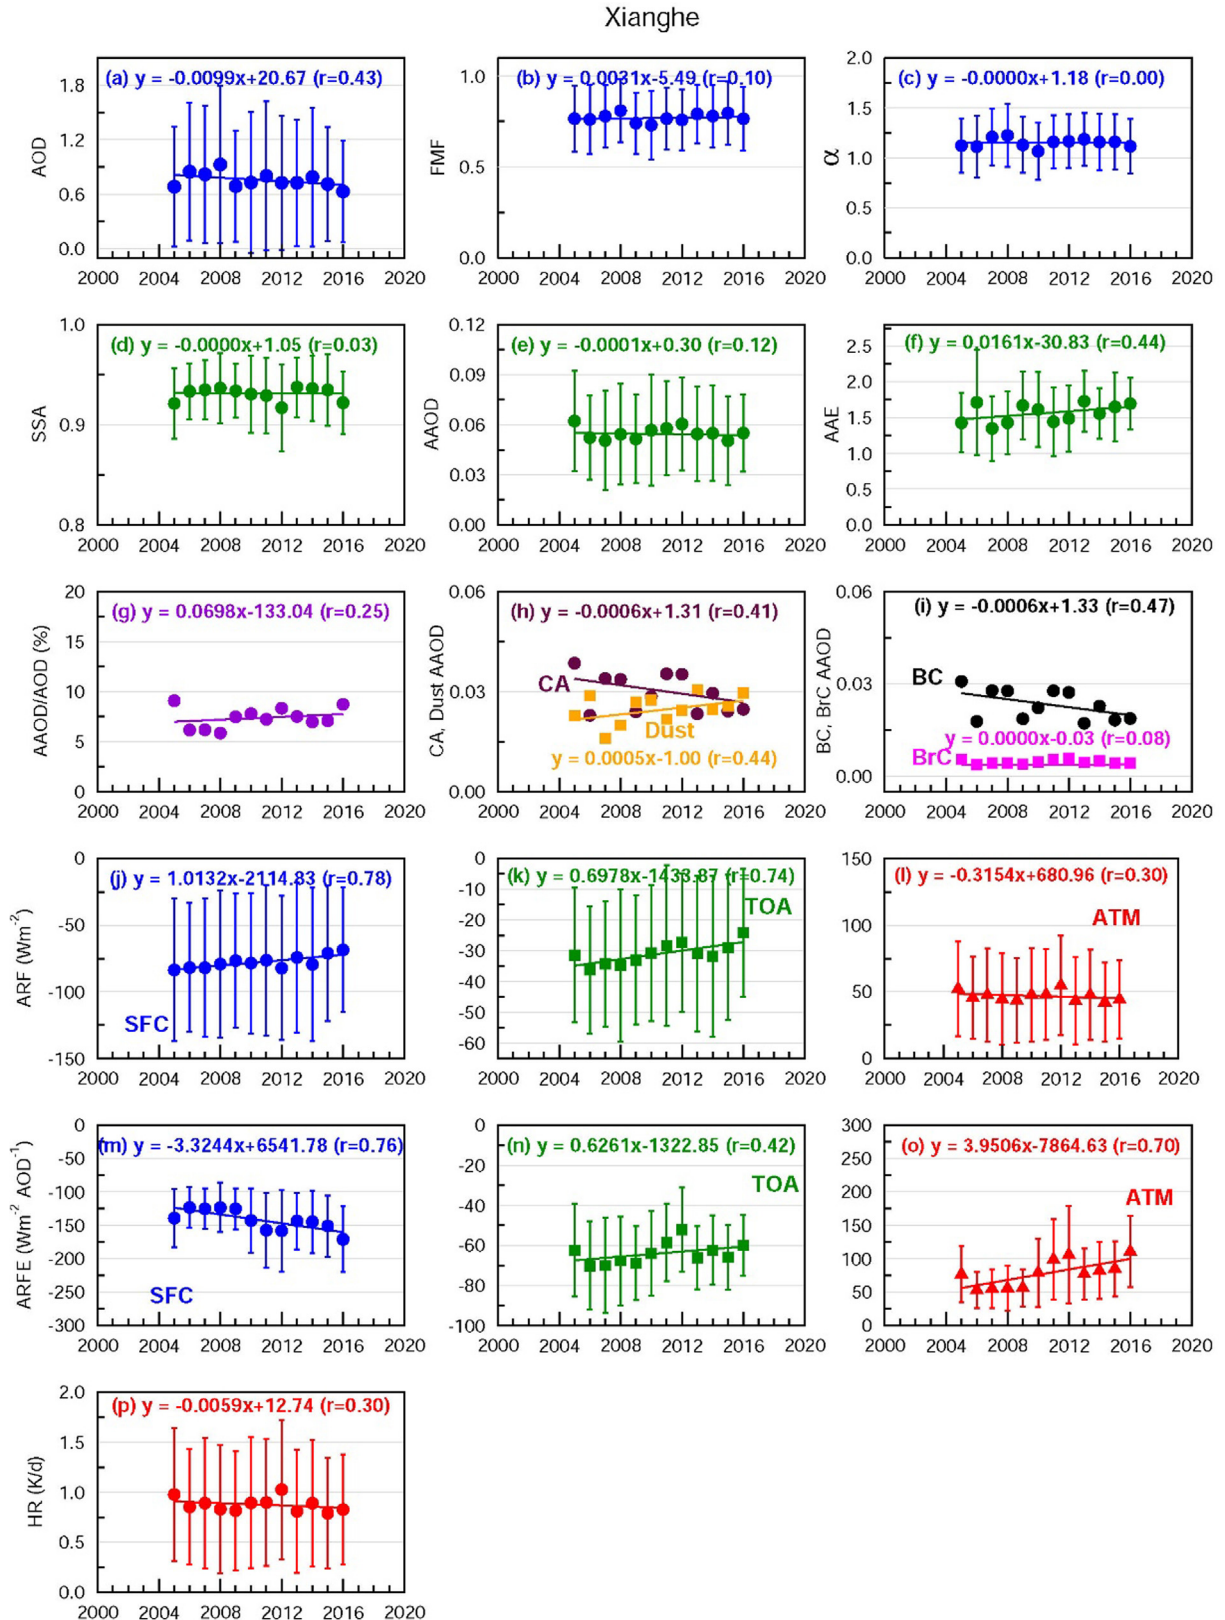 Xianghe
(a) y = -0.0099x+20.67 (r=0.43)
AOD
1.8
1.2
0.6
0.0
2000 2004 2008 2012 2016 2020
(b) y = 0.0031x-5.49 (r=0.10)
FMF
1.0
0.5
0.0
2000 2004 2008 2012 2016 2020
(c) y = -0.0000x+1.18 (r=0.00)
α
2.0
1.5
1.0
0.5
0.0
2000 2004 2008 2012 2016 2020
(d) y = -0.0000x+1.05 (r=0.03)
SSA
1.0
0.9
0.8
2000 2004 2008 2012 2016 2020
(e) y = -0.0001x+0.30 (r=0.12)
AAOD
0.12
0.09
0.06
0.03
0.00
2000 2004 2008 2012 2016 2020
(f) y = 0.0161x-30.83 (r=0.44)
AAE
2.5
2.0
1.5
1.0
0.5
0.0
2000 2004 2008 2012 2016 2020
(g) y = 0.0698x-133.04 (r=0.25)
AAOD/AOD (%)
20
15
10
5
0
2000 2004 2008 2012 2016 2020
(h) y = -0.0006x+1.31 (r=0.41)
CA, Dust AAOD
0.06
0.03
0.00
CA
Dust
y = 0.0005x-1.00 (r=0.44)
2000 2004 2008 2012 2016 2020
(i) y = -0.0006x+1.33 (r=0.47)
BC, BrC AAOD
0.06
0.03
0.00
BC
y = 0.0000x-0.03 (r=0.08)
BrC
2000 2004 2008 2012 2016 2020
(j) y = 1.0132x-2114.83 (r=0.78)
ARF (Wm⁻²)
0
-50
-100
-150
SFC
2000 2004 2008 2012 2016 2020
(k) y = 0.6978x-1433.87 (r=0.74)
TOA
0
-10
-20
-30
-40
-50
-60
2000 2004 2008 2012 2016 2020
(l) y = -0.3154x+680.96 (r=0.30)
ATM
150
100
50
0
2000 2004 2008 2012 2016 2020
(m) y = -3.3244x+6541.78 (r=0.76)
ARFE (Wm⁻² AOD⁻¹)
0
-50
-100
-150
-200
-250
-300
SFC
2000 2004 2008 2012 2016 2020
(n) y = 0.6261x-1322.85 (r=0.42)
TOA
0
-20
-40
-60
-80
-100
2000 2004 2008 2012 2016 2020
(o) y = 3.9506x-7864.63 (r=0.70)
ATM
300
250
200
150
100
50
0
2000 2004 2008 2012 2016 2020
(p) y = -0.0059x+12.74 (r=0.30)
HR (K/d)
2.0
1.5
1.0
0.5
0.0
2000 2004 2008 2012 2016 2020